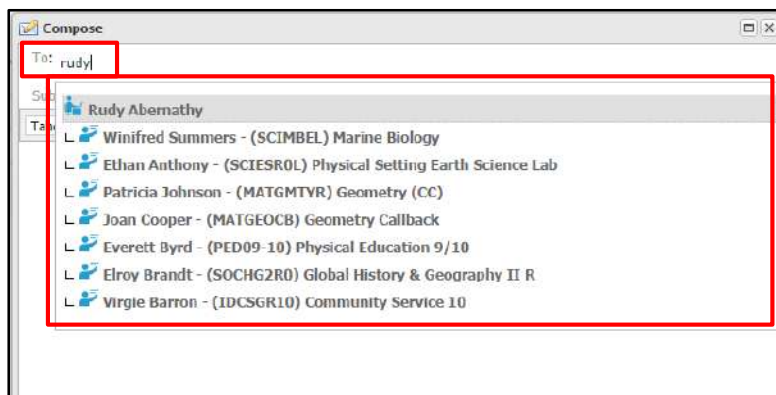 Compose
To: rudy
Sub
Rudy Abernathy
Tah
Winifred Summers - (SCIMBEL) Marine Biology
Ethan Anthony - (SCIESR0L) Physical Setting Earth Science Lab
Patricia Johnson - (MATGMTYR) Geometry (CC)
Joan Cooper - (MATGEOCB) Geometry Callback
Everett Byrd - (PED09-10) Physical Education 9/10
Elroy Brandt - (SOCHG2R0) Global History & Geography II R
Virgie Barron - (IDCSGR10) Community Service 10